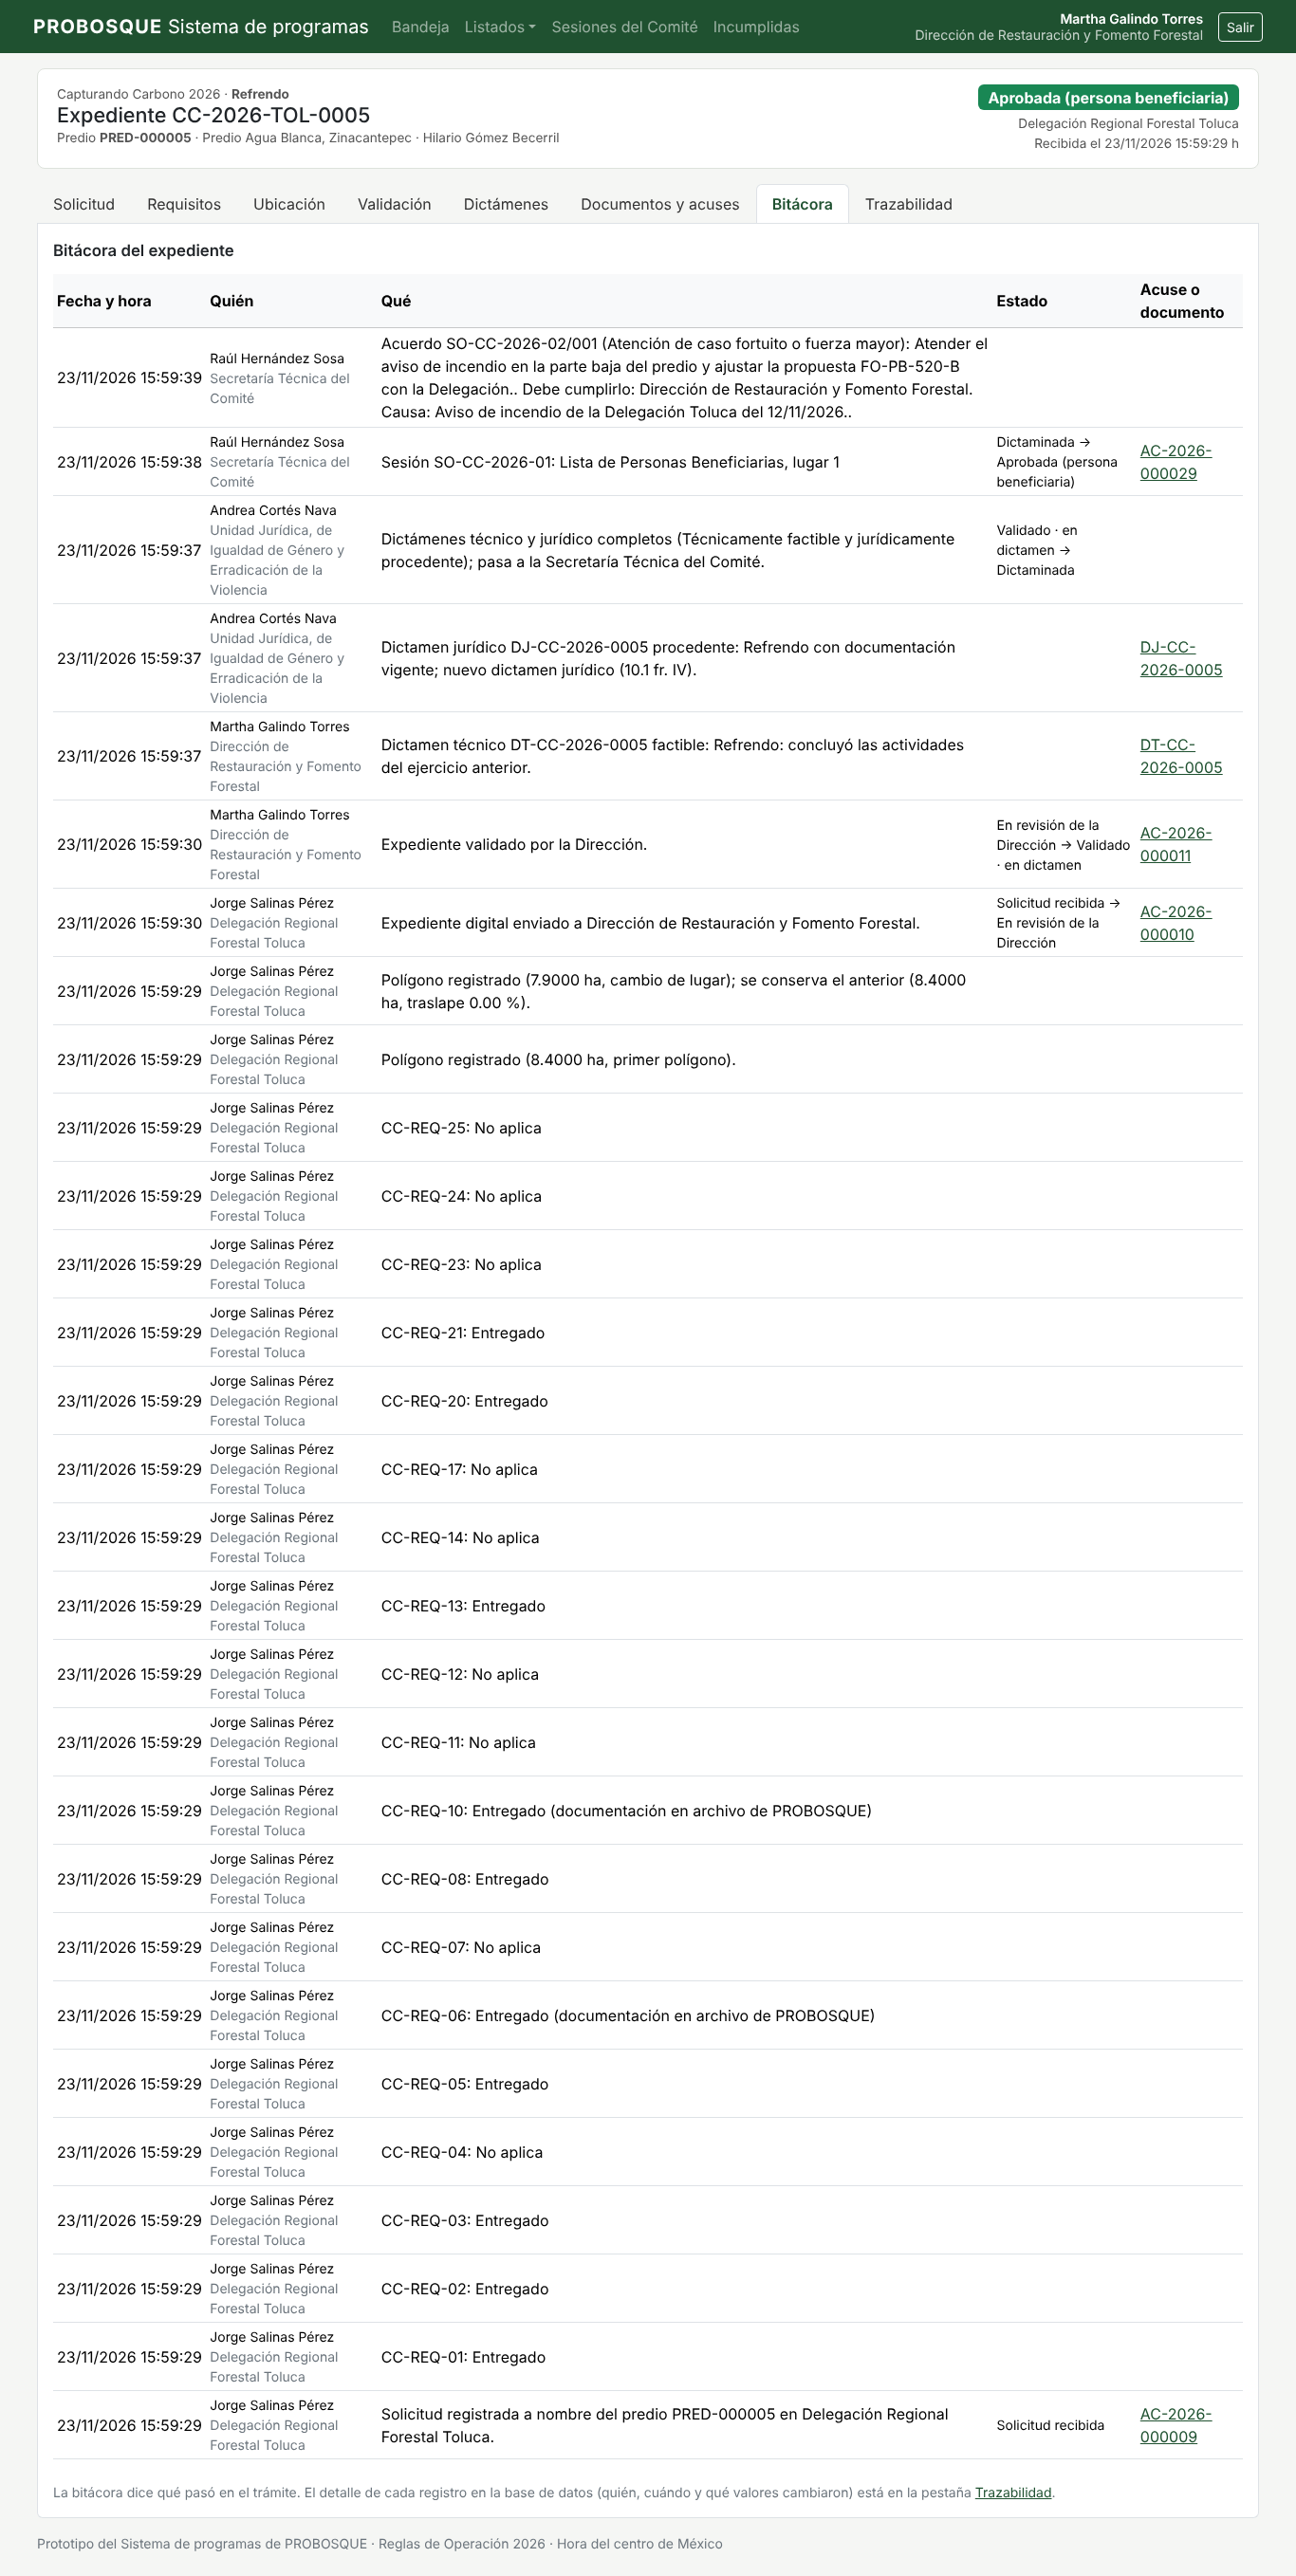 PROBOSQUE Sistema de programas Bandeja Listados Sesiones del Comité Incumplidas
Martha Galindo Torres
Dirección de Restauración y Fomento Forestal
Salir
Capturando Carbono 2026 · Refrendo
Expediente CC-2026-TOL-0005
Predio PRED-000005 · Predio Agua Blanca, Zinacantepec · Hilario Gómez Becerril
Aprobada (persona beneficiaria)
Delegación Regional Forestal Toluca
Recibida el 23/11/2026 15:59:29 h
Solicitud Requisitos Ubicación Validación Dictámenes Documentos y acuses Bitácora Trazabilidad
Bitácora del expediente
Fecha y hora Quién Qué Estado Acuse o
documento
23/11/2026 15:59:39
Raúl Hernández Sosa
Secretaría Técnica del
Comité
Acuerdo SO-CC-2026-02/001 (Atención de caso fortuito o fuerza mayor): Atender el
aviso de incendio en la parte baja del predio y ajustar la propuesta FO-PB-520-B
con la Delegación.. Debe cumplirlo: Dirección de Restauración y Fomento Forestal.
Causa: Aviso de incendio de la Delegación Toluca del 12/11/2026..
23/11/2026 15:59:38
Raúl Hernández Sosa
Secretaría Técnica del
Comité
Sesión SO-CC-2026-01: Lista de Personas Beneficiarias, lugar 1
Dictaminada →
Aprobada (persona
beneficiaria)
AC-2026-
000029
23/11/2026 15:59:37
Andrea Cortés Nava
Unidad Jurídica, de
Igualdad de Género y
Erradicación de la
Violencia
Dictámenes técnico y jurídico completos (Técnicamente factible y jurídicamente
procedente); pasa a la Secretaría Técnica del Comité.
Validado · en
dictamen →
Dictaminada
23/11/2026 15:59:37
Andrea Cortés Nava
Unidad Jurídica, de
Igualdad de Género y
Erradicación de la
Violencia
Dictamen jurídico DJ-CC-2026-0005 procedente: Refrendo con documentación
vigente; nuevo dictamen jurídico (10.1 fr. IV).
DJ-CC-
2026-0005
23/11/2026 15:59:37
Martha Galindo Torres
Dirección de
Restauración y Fomento
Forestal
Dictamen técnico DT-CC-2026-0005 factible: Refrendo: concluyó las actividades
del ejercicio anterior.
DT-CC-
2026-0005
23/11/2026 15:59:30
Martha Galindo Torres
Dirección de
Restauración y Fomento
Forestal
Expediente validado por la Dirección.
En revisión de la
Dirección → Validado
· en dictamen
AC-2026-
000011
23/11/2026 15:59:30
Jorge Salinas Pérez
Delegación Regional
Forestal Toluca
Expediente digital enviado a Dirección de Restauración y Fomento Forestal.
Solicitud recibida →
En revisión de la
Dirección
AC-2026-
000010
23/11/2026 15:59:29
Jorge Salinas Pérez
Delegación Regional
Forestal Toluca
Polígono registrado (7.9000 ha, cambio de lugar); se conserva el anterior (8.4000
ha, traslape 0.00 %).
23/11/2026 15:59:29
Jorge Salinas Pérez
Delegación Regional
Forestal Toluca
Polígono registrado (8.4000 ha, primer polígono).
23/11/2026 15:59:29
Jorge Salinas Pérez
Delegación Regional
Forestal Toluca
CC-REQ-25: No aplica
23/11/2026 15:59:29
Jorge Salinas Pérez
Delegación Regional
Forestal Toluca
CC-REQ-24: No aplica
23/11/2026 15:59:29
Jorge Salinas Pérez
Delegación Regional
Forestal Toluca
CC-REQ-23: No aplica
23/11/2026 15:59:29
Jorge Salinas Pérez
Delegación Regional
Forestal Toluca
CC-REQ-21: Entregado
23/11/2026 15:59:29
Jorge Salinas Pérez
Delegación Regional
Forestal Toluca
CC-REQ-20: Entregado
23/11/2026 15:59:29
Jorge Salinas Pérez
Delegación Regional
Forestal Toluca
CC-REQ-17: No aplica
23/11/2026 15:59:29
Jorge Salinas Pérez
Delegación Regional
Forestal Toluca
CC-REQ-14: No aplica
23/11/2026 15:59:29
Jorge Salinas Pérez
Delegación Regional
Forestal Toluca
CC-REQ-13: Entregado
23/11/2026 15:59:29
Jorge Salinas Pérez
Delegación Regional
Forestal Toluca
CC-REQ-12: No aplica
23/11/2026 15:59:29
Jorge Salinas Pérez
Delegación Regional
Forestal Toluca
CC-REQ-11: No aplica
23/11/2026 15:59:29
Jorge Salinas Pérez
Delegación Regional
Forestal Toluca
CC-REQ-10: Entregado (documentación en archivo de PROBOSQUE)
23/11/2026 15:59:29
Jorge Salinas Pérez
Delegación Regional
Forestal Toluca
CC-REQ-08: Entregado
23/11/2026 15:59:29
Jorge Salinas Pérez
Delegación Regional
Forestal Toluca
CC-REQ-07: No aplica
23/11/2026 15:59:29
Jorge Salinas Pérez
Delegación Regional
Forestal Toluca
CC-REQ-06: Entregado (documentación en archivo de PROBOSQUE)
23/11/2026 15:59:29
Jorge Salinas Pérez
Delegación Regional
Forestal Toluca
CC-REQ-05: Entregado
23/11/2026 15:59:29
Jorge Salinas Pérez
Delegación Regional
Forestal Toluca
CC-REQ-04: No aplica
23/11/2026 15:59:29
Jorge Salinas Pérez
Delegación Regional
Forestal Toluca
CC-REQ-03: Entregado
23/11/2026 15:59:29
Jorge Salinas Pérez
Delegación Regional
Forestal Toluca
CC-REQ-02: Entregado
23/11/2026 15:59:29
Jorge Salinas Pérez
Delegación Regional
Forestal Toluca
CC-REQ-01: Entregado
23/11/2026 15:59:29
Jorge Salinas Pérez
Delegación Regional
Forestal Toluca
Solicitud registrada a nombre del predio PRED-000005 en Delegación Regional
Forestal Toluca.
Solicitud recibida
AC-2026-
000009
La bitácora dice qué pasó en el trámite. El detalle de cada registro en la base de datos (quién, cuándo y qué valores cambiaron) está en la pestaña Trazabilidad.
Prototipo del Sistema de programas de PROBOSQUE · Reglas de Operación 2026 · Hora del centro de México